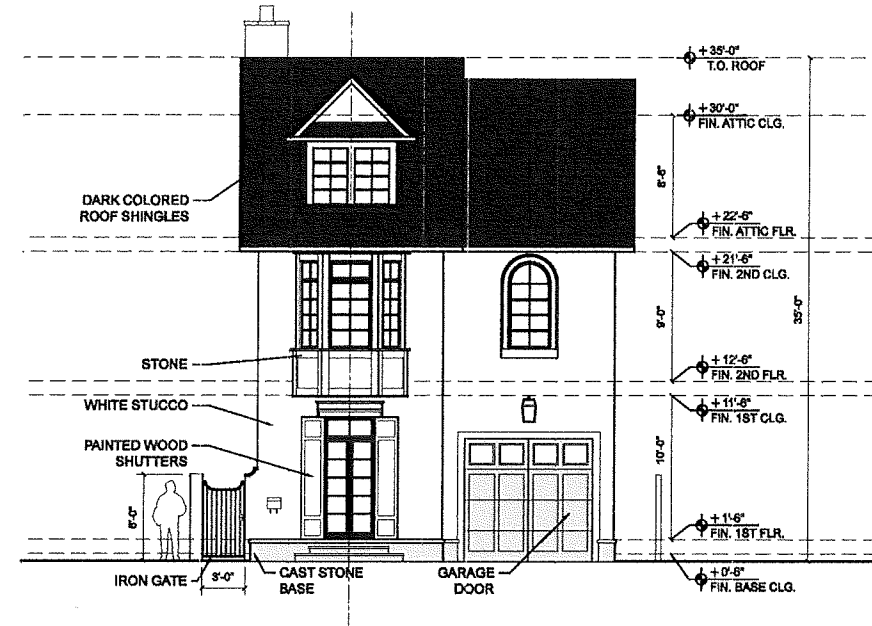 + 35'-0"
T.O. ROOF
+ 30'-0"
FIN. ATTIC CLG.
8'-6"
DARK COLORED
ROOF SHINGLES
+ 22'-6"
FIN. ATTIC FLR.
+ 21'-6"
FIN. 2ND CLG.
9'-0"
35'-0"
STONE
+ 12'-6"
FIN. 2ND FLR.
WHITE STUCCO
+ 11'-6"
FIN. 1ST CLG.
PAINTED WOOD
SHUTTERS
10'-0"
6'-0"
+ 1'-6"
FIN. 1ST FLR.
IRON GATE
3'-0"
CAST STONE
BASE
GARAGE
DOOR
+ 0'-6"
FIN. BASE CLG.